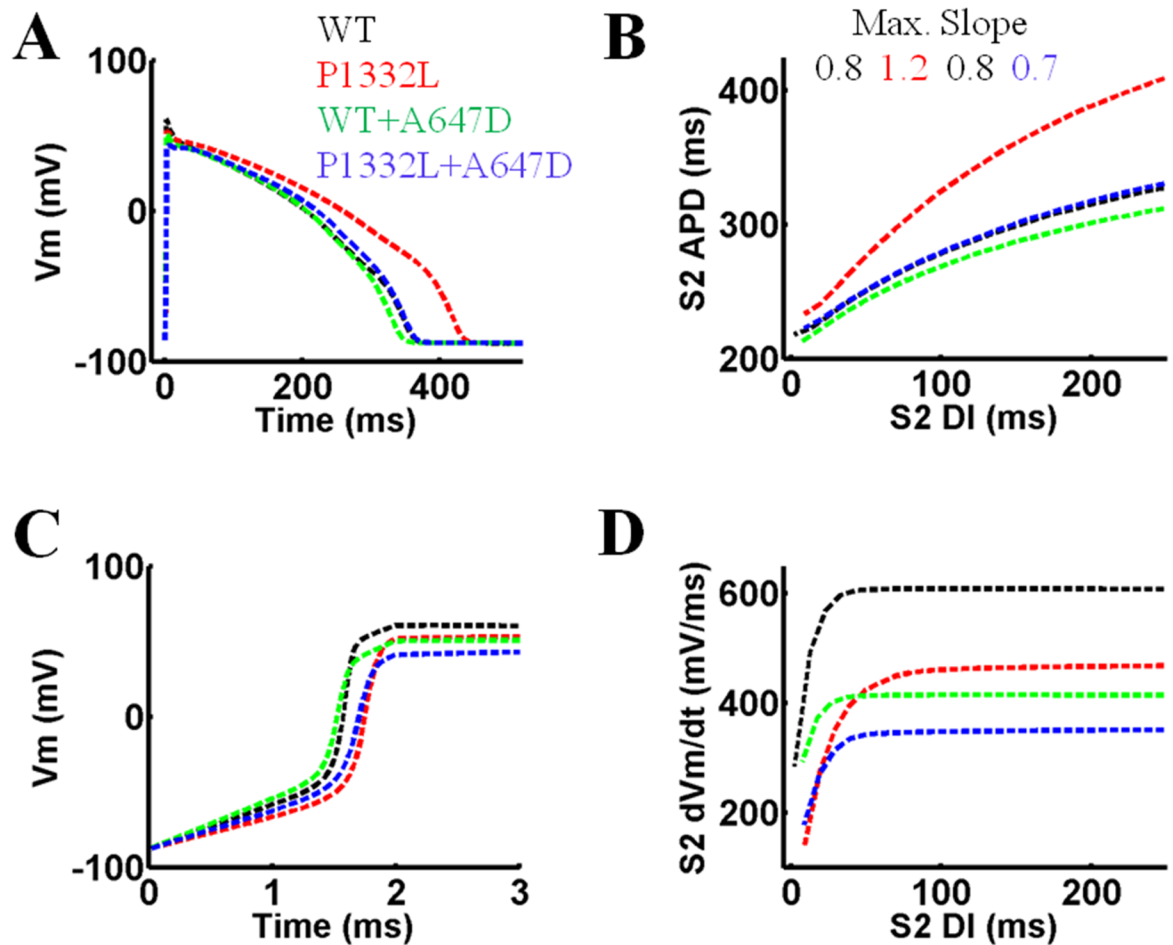 A
WT
P1332L
WT+A647D
P1332L+A647D
100
0
-100
Vm (mV)
0 200 400
Time (ms)
B
Max. Slope
0.8 1.2 0.8 0.7
400
300
200
S2 APD (ms)
0 100 200
S2 DI (ms)
C
100
0
-100
Vm (mV)
0 1 2 3
Time (ms)
D
600
400
200
S2 dVm/dt (mV/ms)
0 100 200
S2 DI (ms)